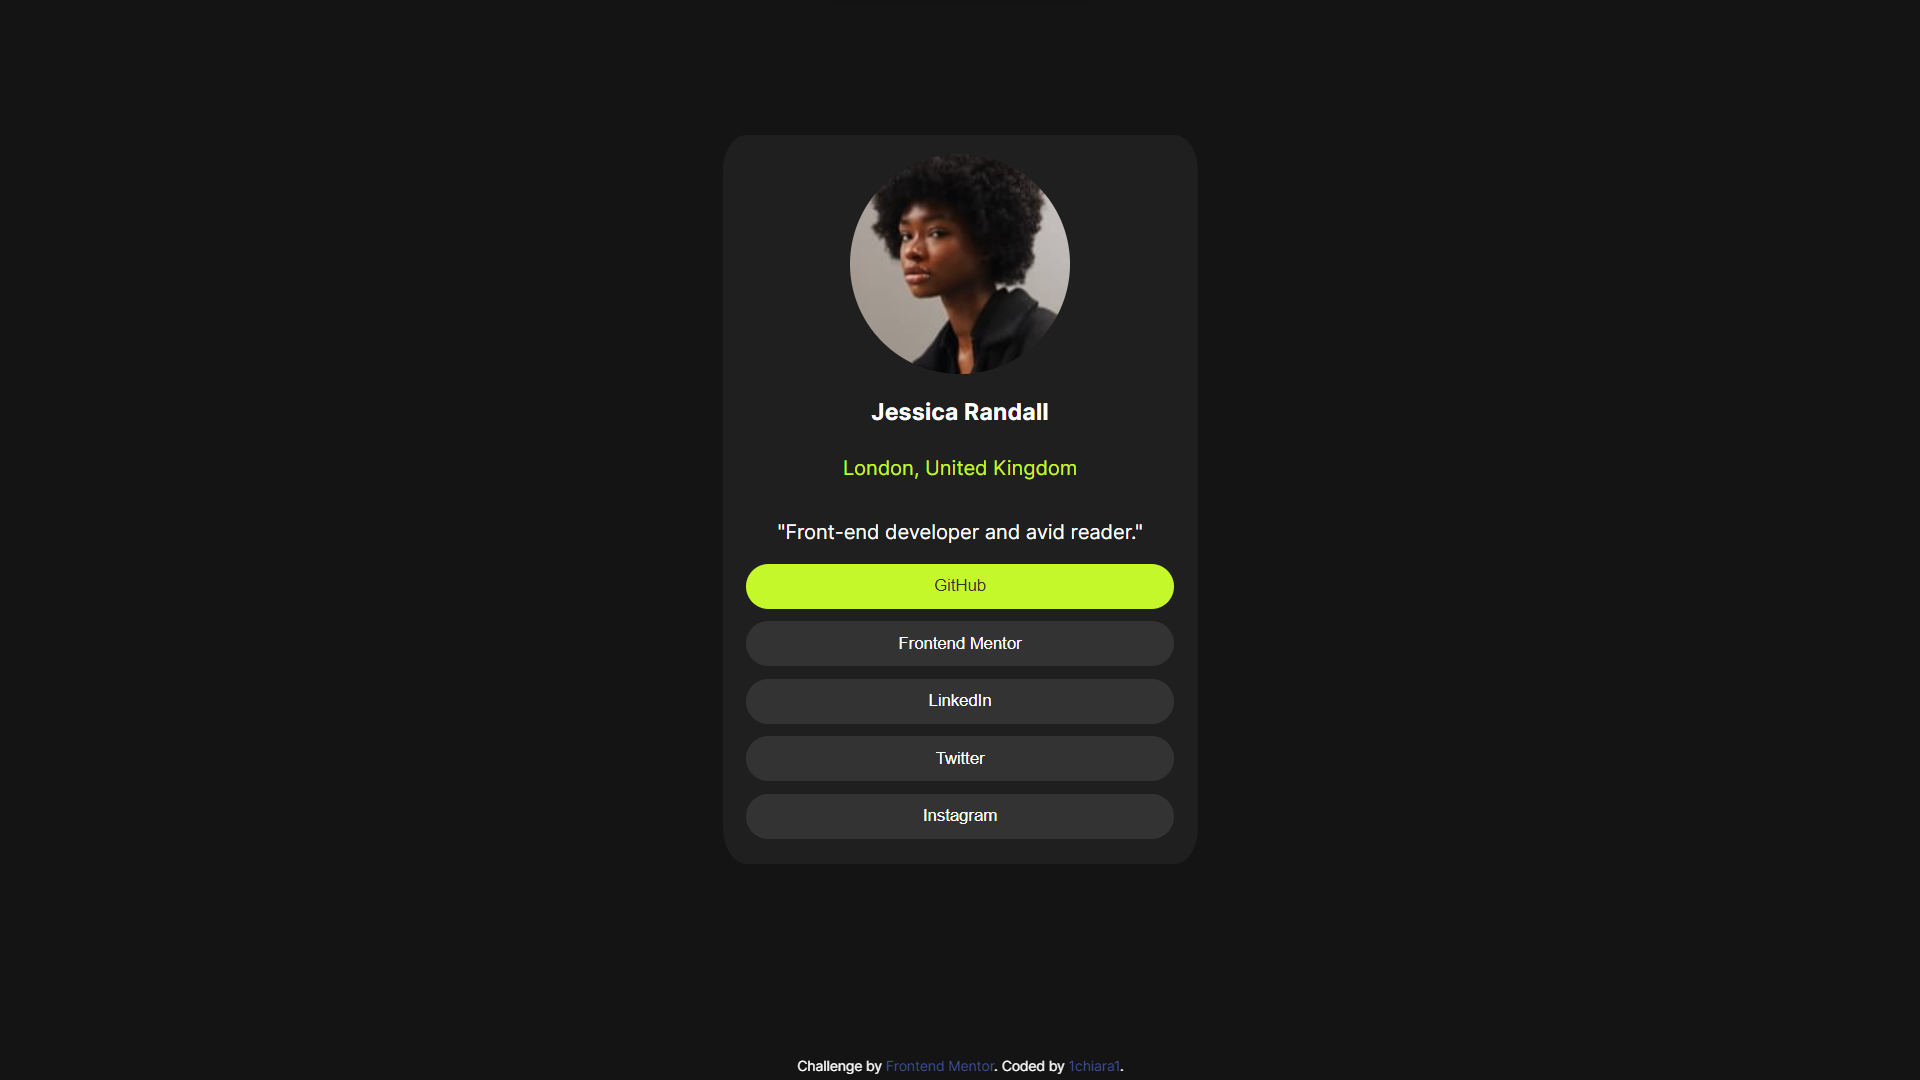 Jessica Randall
London, United Kingdom
"Front-end developer and avid reader."
GitHub
Frontend Mentor
LinkedIn
Twitter
Instagram
Challenge by Frontend Mentor. Coded by 1chiara1.